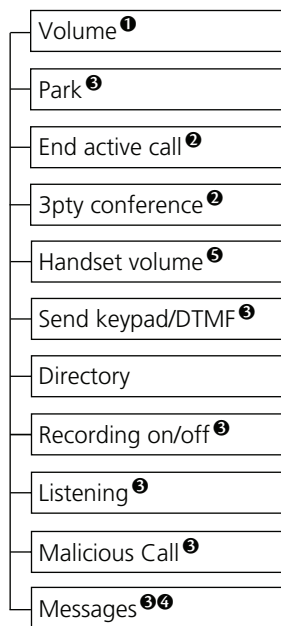 Volume❶
Park❸
End active call❷
3pty conference❷
Handset volume❺
Send keypad/DTMF❸
Directory
Recording on/off❸
Listening❸
Malicious Call❸
Messages❸❹